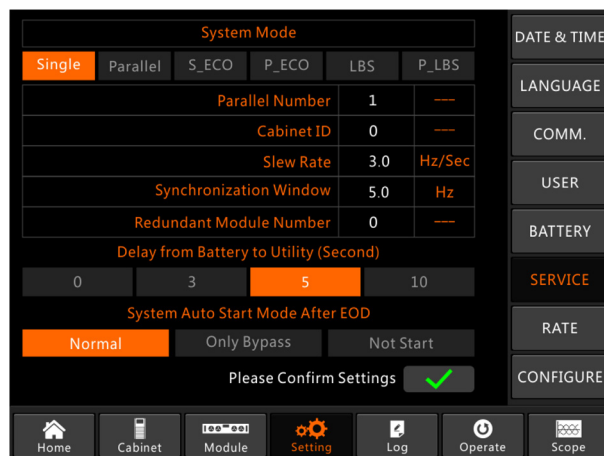 System Mode
Single Parallel S_ECO P_ECO LBS P_LBS
Parallel Number 1 ---
Cabinet ID 0 ---
Slew Rate 3.0 Hz/Sec
Synchronization Window 5.0 Hz
Redundant Module Number 0 ---
Delay from Battery to Utility (Second)
0 3 5 10
System Auto Start Mode After EOD
Normal Only Bypass Not Start
Please Confirm Settings
DATE & TIME
LANGUAGE
COMM.
USER
BATTERY
SERVICE
RATE
CONFIGURE
Home Cabinet Module Setting Log Operate Scope